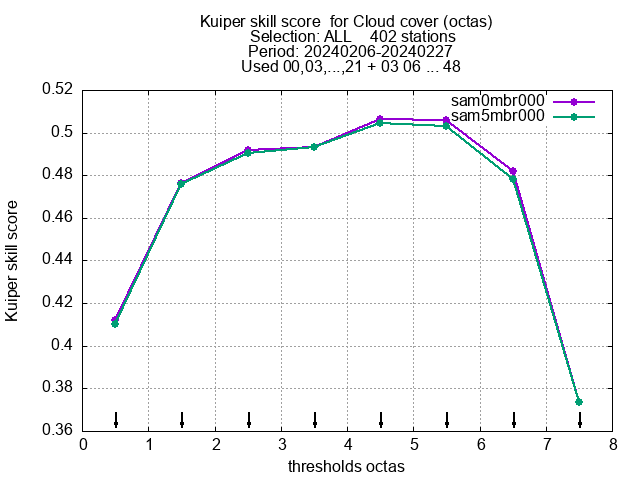 Kuiper skill score  for Cloud cover (octas)
Selection: ALL    402 stations
Period: 20240206-20240227
Used 00,03,...,21 + 03 06 ... 48
sam0mbr000
sam5mbr000
0.52
0.5
0.48
0.46
0.44
0.42
0.4
0.38
0.36
Kuiper skill score
0 1 2 3 4 5 6 7 8
thresholds octas